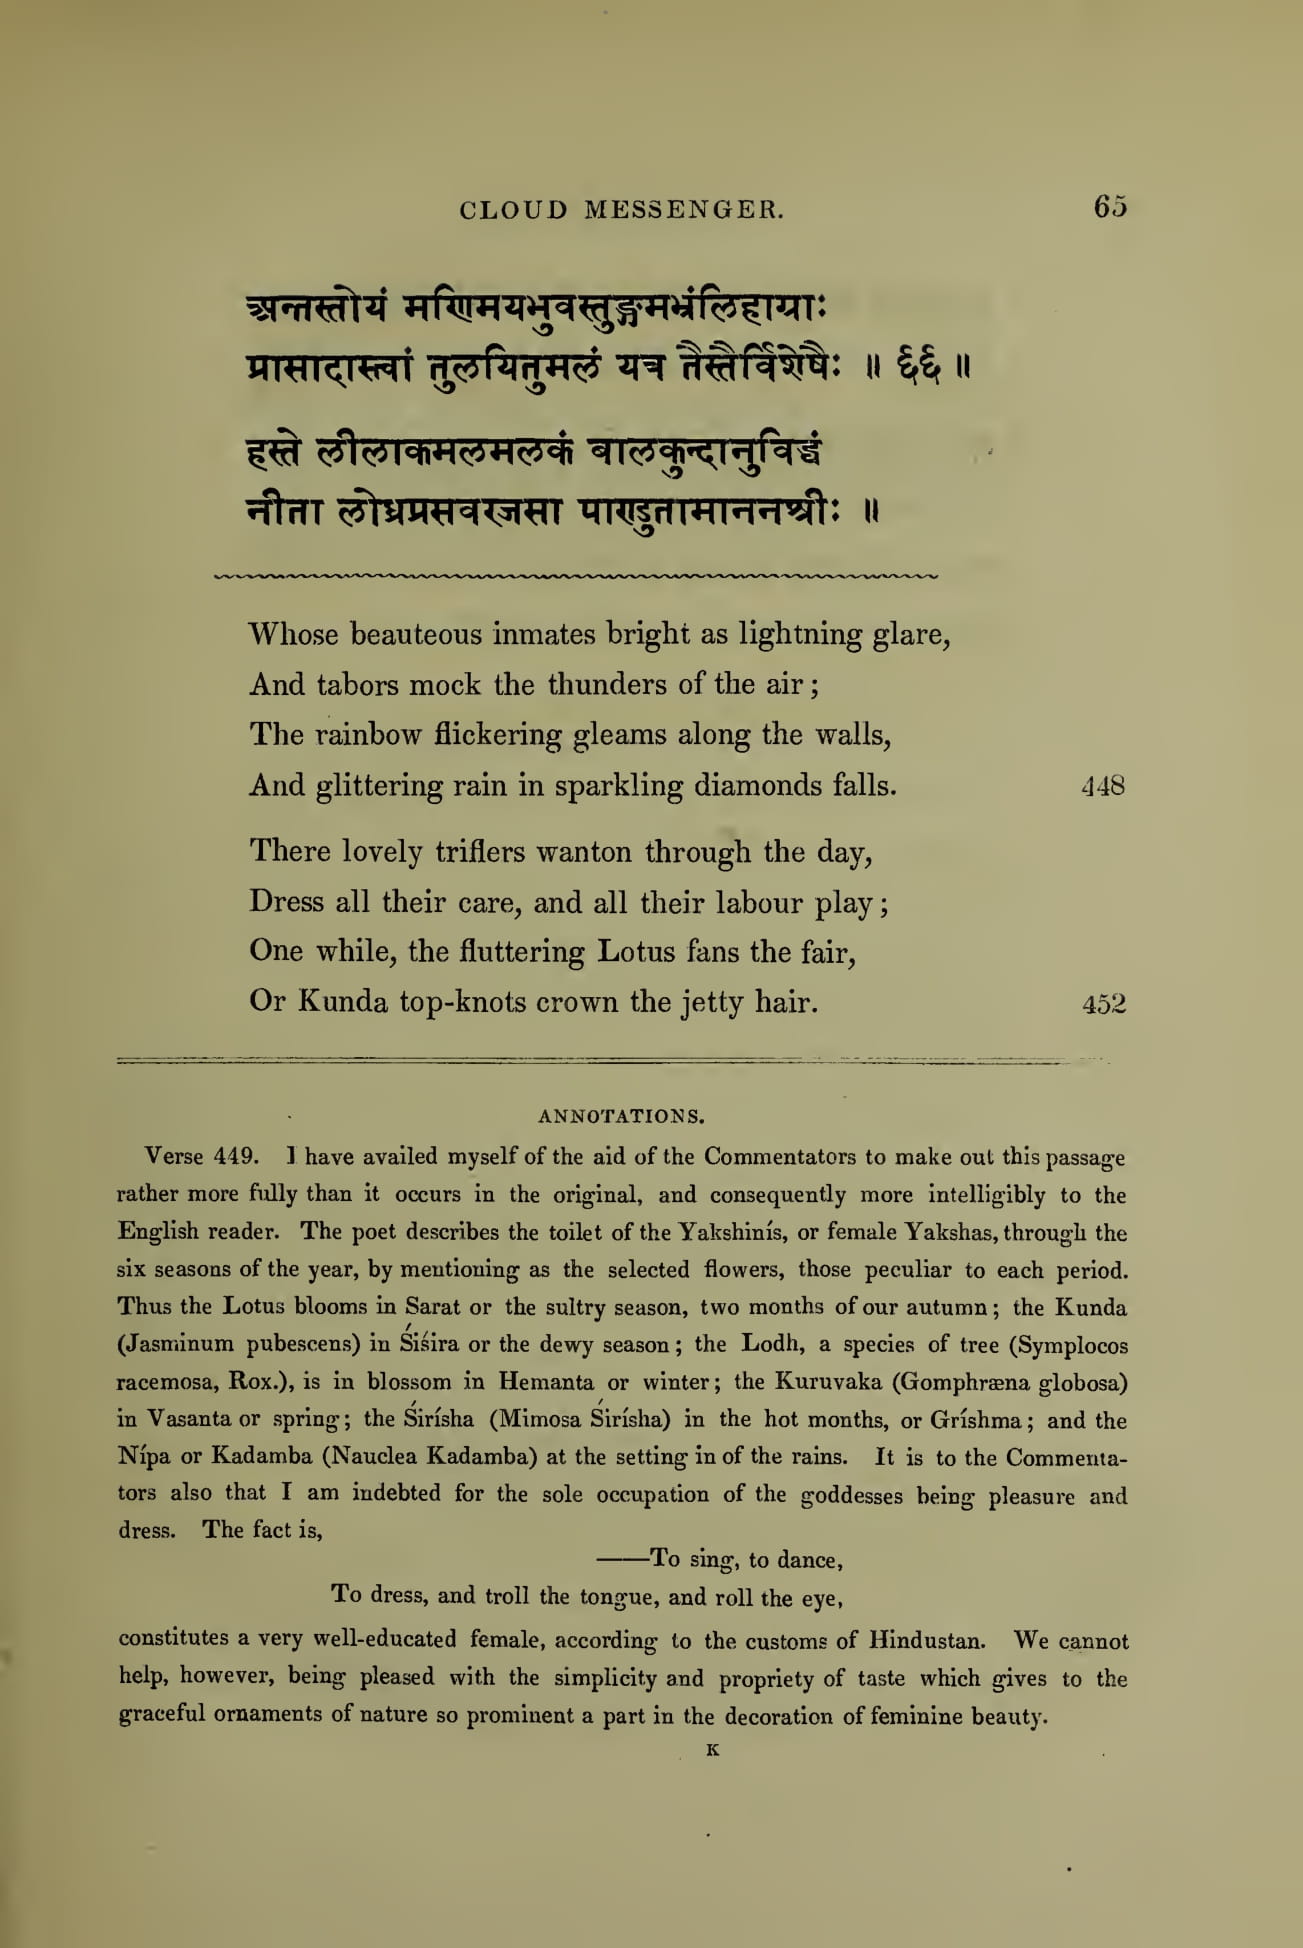 CLOUD MESSENGER. 65
अन्तस्तोयं मणिमयभुवस्तुङ्गमभ्रंलिहाग्राः
प्रासादास्त्वां तुलयितुमलं यत्र तैस्तैर्विशेषैः ॥ ६६ ॥
हस्ते लीलाकमलमलकं बालकुन्दानुविद्धं
नीता लोध्रप्रसवरजसा पाण्डुतामाननश्रीः ॥
Whose beauteous inmates bright as lightning glare,
And tabors mock the thunders of the air;
The rainbow flickering gleams along the walls,
And glittering rain in sparkling diamonds falls. 448
There lovely triflers wanton through the day,
Dress all their care, and all their labour play;
One while, the fluttering Lotus fans the fair,
Or Kunda top-knots crown the jetty hair. 452
ANNOTATIONS.
Verse 449. I have availed myself of the aid of the Commentators to make out this passage
rather more fully than it occurs in the original, and consequently more intelligibly to the
English reader. The poet describes the toilet of the Yakshinís, or female Yakshas, through the
six seasons of the year, by mentioning as the selected flowers, those peculiar to each period.
Thus the Lotus blooms in Sarat or the sultry season, two months of our autumn; the Kunda
(Jasminum pubescens) in Śiśira or the dewy season; the Lodh, a species of tree (Symplocos
racemosa, Rox.), is in blossom in Hemanta or winter; the Kuruvaka (Gomphræna globosa)
in Vasanta or spring; the Śirísha (Mimosa Śirísha) in the hot months, or Gríshma; and the
Nípa or Kadamba (Nauclea Kadamba) at the setting in of the rains. It is to the Commenta-
tors also that I am indebted for the sole occupation of the goddesses being pleasure and
dress. The fact is,
——To sing, to dance,
To dress, and troll the tongue, and roll the eye,
constitutes a very well-educated female, according to the customs of Hindustan. We cannot
help, however, being pleased with the simplicity and propriety of taste which gives to the
graceful ornaments of nature so prominent a part in the decoration of feminine beauty.
K